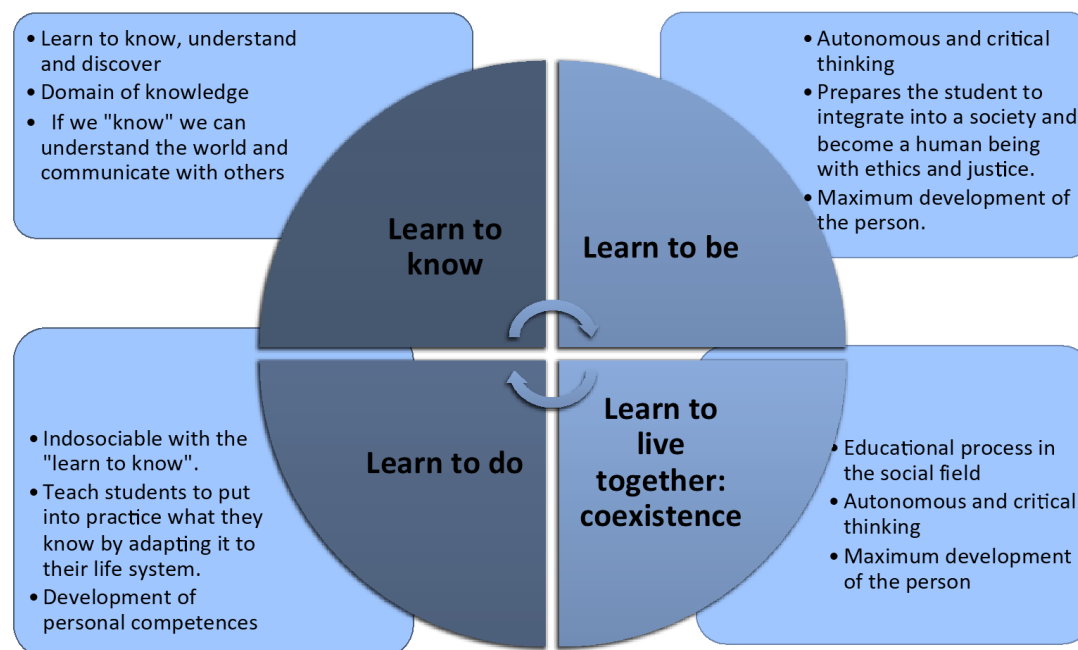 • Learn to know, understand
and discover
• Domain of knowledge
• If we "know" we can
understand the world and
communicate with others
Learn to
know
• Autonomous and critical
thinking
• Prepares the student to
integrate into a society and
become a human being
with ethics and justice.
• Maximum development of
the person.
Learn to be
• Indosociable with the
"learn to know".
• Teach students to put
into practice what they
know by adapting it to
their life system.
• Development of
personal competences
Learn to do
Learn to
live
together:
coexistence
• Educational process in
the social field
• Autonomous and critical
thinking
• Maximum development
of the person